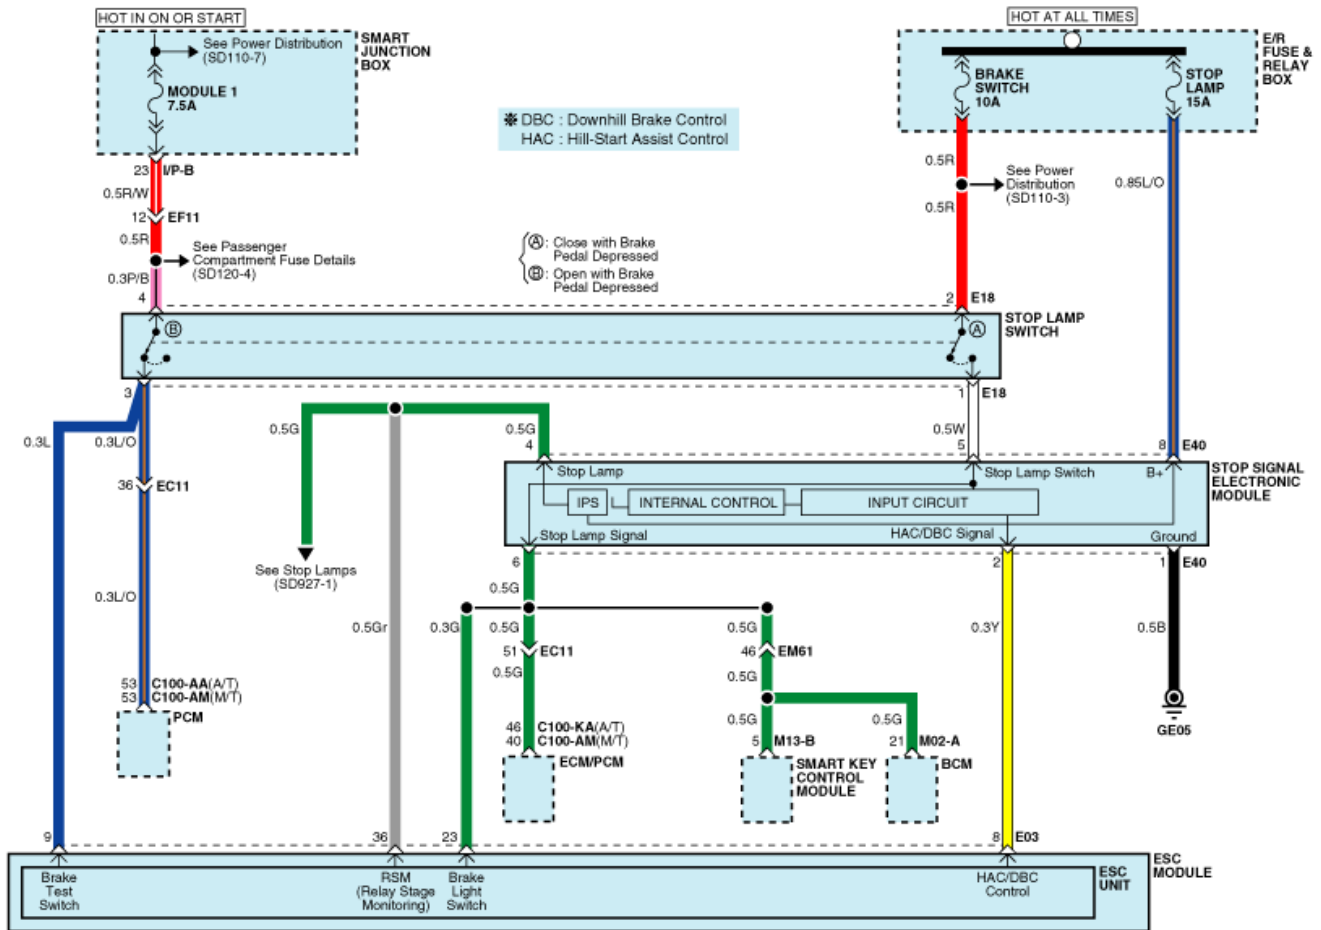 HOT IN ON OR START
HOT AT ALL TIMES
See Power Distribution
(SD110-7)
SMART
JUNCTION
BOX
MODULE 1
7.5A
E/R
FUSE &
RELAY
BOX
BRAKE
SWITCH
10A
STOP
LAMP
15A
※ DBC : Downhill Brake Control
HAC : Hill-Start Assist Control
23 I/P-B
0.5R/W
12 EF11
0.5R
See Passenger
Compartment Fuse Details
(SD120-4)
0.3P/B
4
Ⓐ: Close with Brake
Pedal Depressed
Ⓑ: Open with Brake
Pedal Depressed
0.5R
See Power
Distribution
(SD110-3)
0.5R
0.85L/O
2 E18
STOP LAMP
SWITCH
Ⓑ
Ⓐ
3
1 E18
0.3L
0.3L/O
0.5G
0.5G
4
0.5W
5
8 E40
36 EC11
Stop Lamp
Stop Lamp Switch
B+
STOP SIGNAL
ELECTRONIC
MODULE
IPS
INTERNAL CONTROL
INPUT CIRCUIT
Stop Lamp Signal
HAC/DBC Signal
Ground
6
2
1 E40
See Stop Lamps
(SD927-1)
0.3L/O
0.5G
0.5Gr
0.3G
0.5G
0.5G
0.3Y
0.5B
51 EC11
46 EM61
0.5G
0.5G
53 C100-AA(A/T)
53 C100-AM(M/T)
PCM
46 C100-KA(A/T)
40 C100-AM(M/T)
ECM/PCM
0.5G
0.5G
5 M13-B
21 M02-A
SMART KEY
CONTROL
MODULE
BCM
GE05
9
36
23
8 E03
ESC
MODULE
Brake
Test
Switch
RSM
(Relay Stage
Monitoring)
Brake
Light
Switch
HAC/DBC
Control
ESC
UNIT